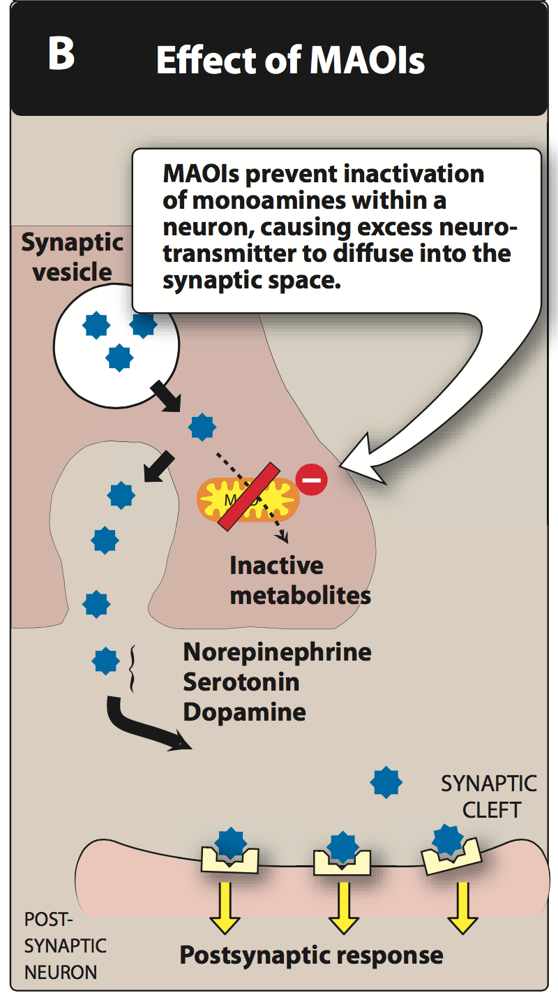 B Effect of MAOIs
MAOIs prevent inactivation
of monoamines within a
neuron, causing excess neuro-
transmitter to diffuse into the
synaptic space.
Synaptic
vesicle
Inactive
metabolites
Norepinephrine
Serotonin
Dopamine
SYNAPTIC
CLEFT
POST-
SYNAPTIC
NEURON
Postsynaptic response